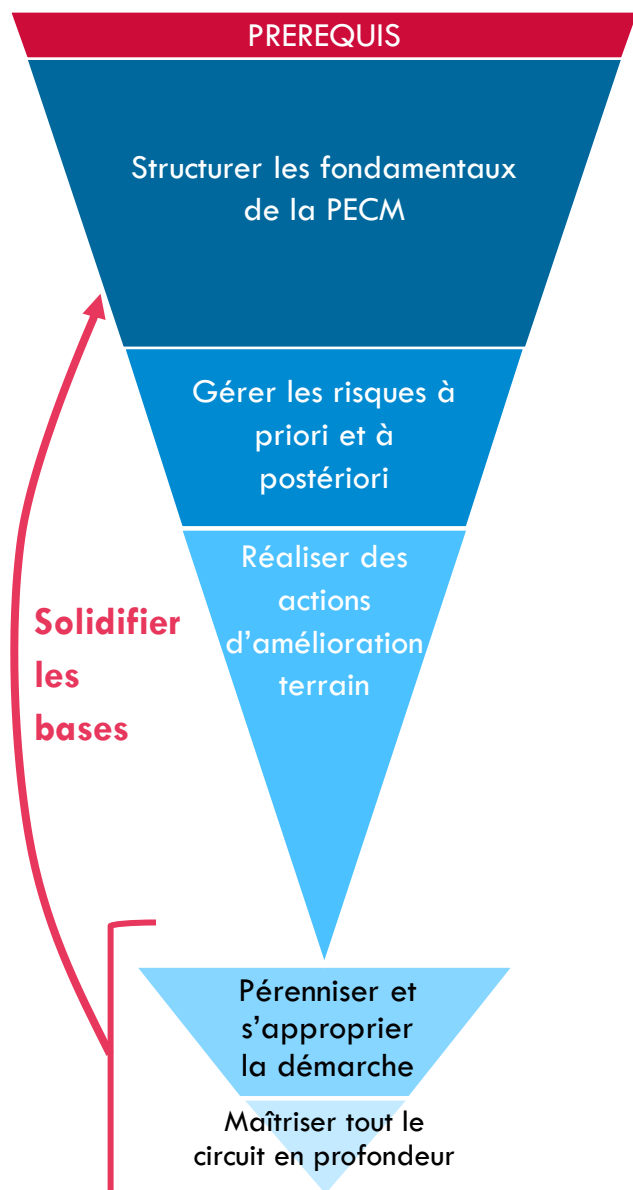 PREREQUIS
Structurer les fondamentaux
de la PECM
Gérer les risques à
priori et à
postériori
Réaliser des
actions
d'amélioration
terrain
Solidifier
les
bases
Pérenniser et
s'approprier
la démarche
Maîtriser tout le
circuit en profondeur